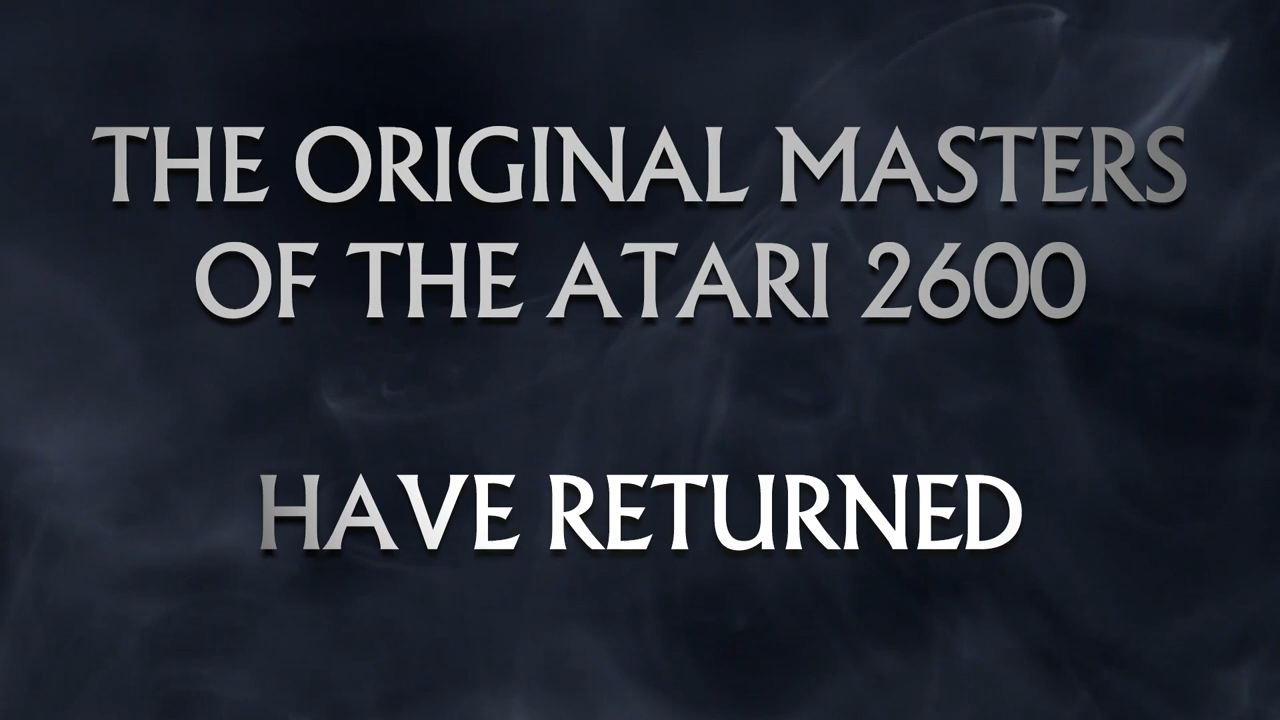 THE ORIGINAL MASTERS
OF THE ATARI 2600
HAVE RETURNED